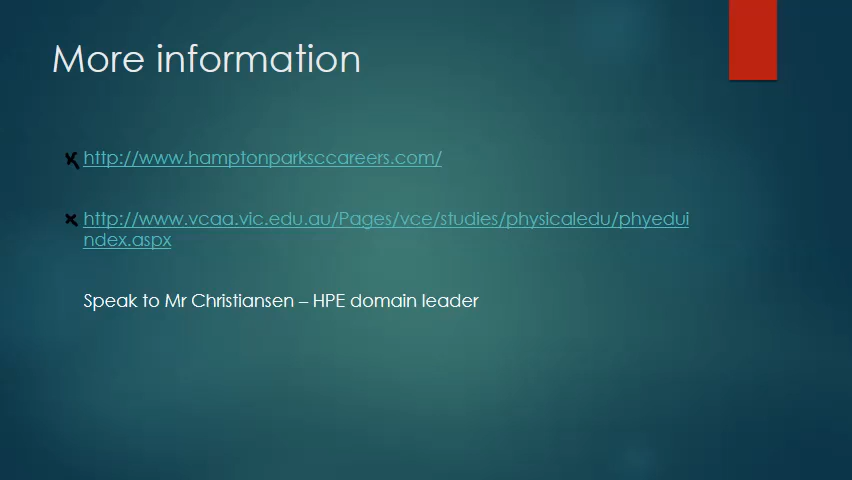 More information
http://www.hamptonparksccareers.com/
http://www.vcaa.vic.edu.au/Pages/vce/studies/physicaledu/phyedui
ndex.aspx
Speak to Mr Christiansen – HPE domain leader